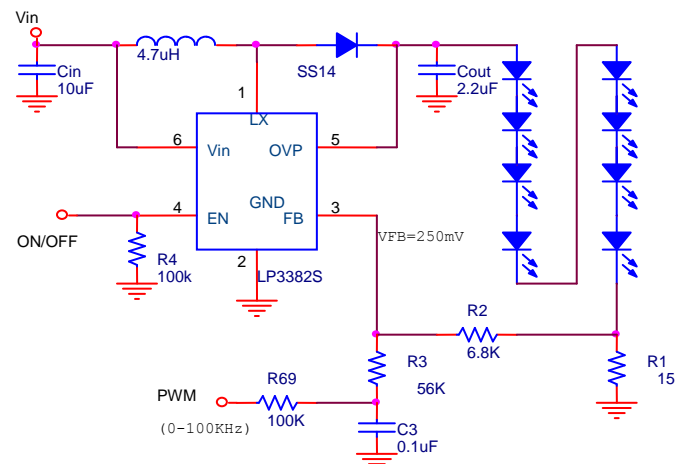 Vin
4.7uH
SS14
Cin
10uF
Cout
2.2uF
1
LX
6
Vin
OVP
5
4
EN
GND
FB
3
ON/OFF
VFB=250mV
R4
100k
2
LP3382S
R2
6.8K
R3
56K
R1
15
PWM
R69
100K
(0-100KHz)
C3
0.1uF